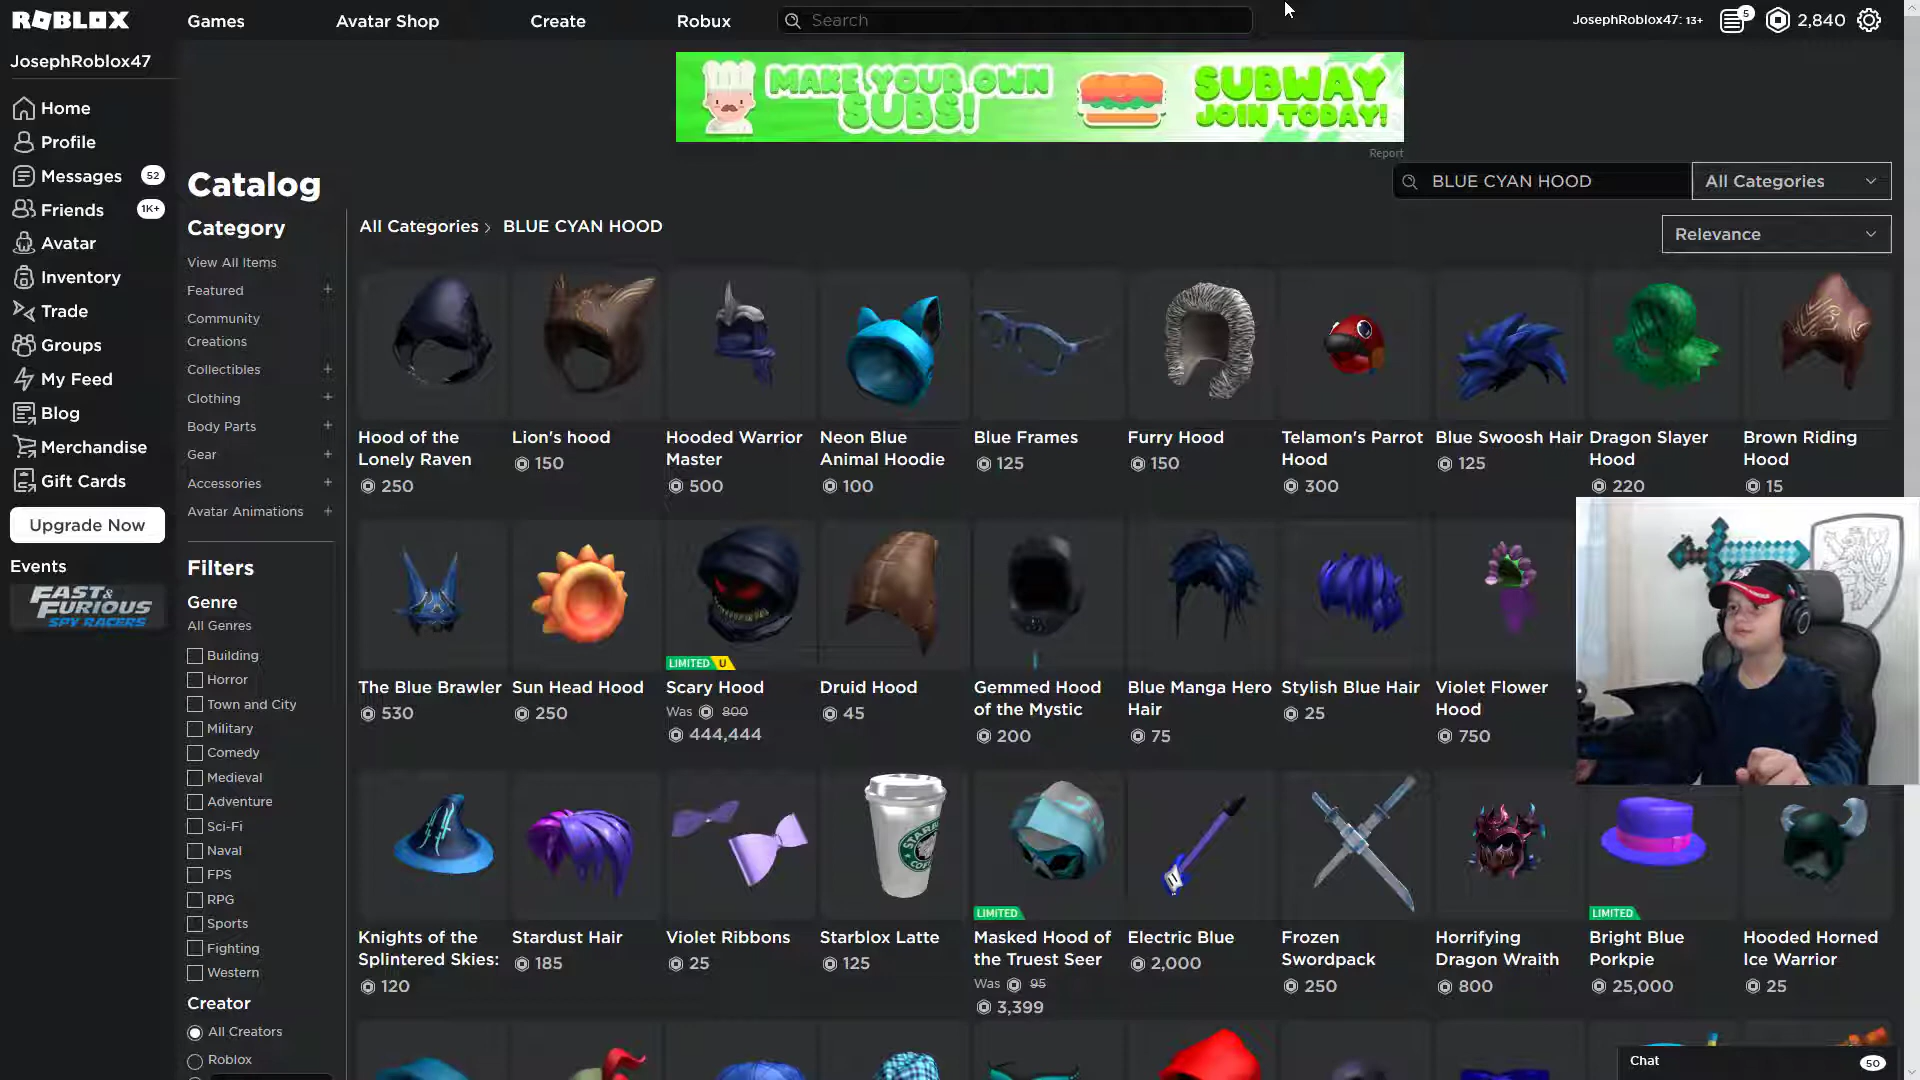 ROBLOX
Games
Avatar Shop
Create
Robux
Search
JosephRoblox47: 13+
5
2,840
JosephRoblox47
Home
Profile
Messages
52
Friends
1K+
Avatar
Inventory
Trade
Groups
My Feed
Blog
Merchandise
Gift Cards
Upgrade Now
Events
FAST & FURIOUS
SPY RACERS
MAKE YOUR OWN
SUBS!
SUBWAY
JOIN TODAY!
Report
Catalog
BLUE CYAN HOOD
All Categories
Category
View All Items
Featured +
Community
Creations
Collectibles +
Clothing +
Body Parts +
Gear +
Accessories +
Avatar Animations +
Filters
Genre
All Genres
Building
Horror
Town and City
Military
Comedy
Medieval
Adventure
Sci-Fi
Naval
FPS
RPG
Sports
Fighting
Western
Creator
All Creators
Roblox
All Categories > BLUE CYAN HOOD
Relevance
Hood of the
Lonely Raven
250
Lion's hood
150
Hooded Warrior
Master
500
Neon Blue
Animal Hoodie
100
Blue Frames
125
Furry Hood
150
Telamon's Parrot
Hood
300
Blue Swoosh Hair
125
Dragon Slayer
Hood
220
Brown Riding
Hood
15
The Blue Brawler
530
Sun Head Hood
250
LIMITED U
Scary Hood
Was 800
444,444
Druid Hood
45
Gemmed Hood
of the Mystic
200
Blue Manga Hero
Hair
75
Stylish Blue Hair
25
Violet Flower
Hood
750
Knights of the
Splintered Skies:
120
Stardust Hair
185
Violet Ribbons
25
Starblox Latte
125
LIMITED
Masked Hood of
the Truest Seer
Was 95
3,399
Electric Blue
2,000
Frozen
Swordpack
250
Horrifying
Dragon Wraith
800
LIMITED
Bright Blue
Porkpie
25,000
Hooded Horned
Ice Warrior
25
Chat
50